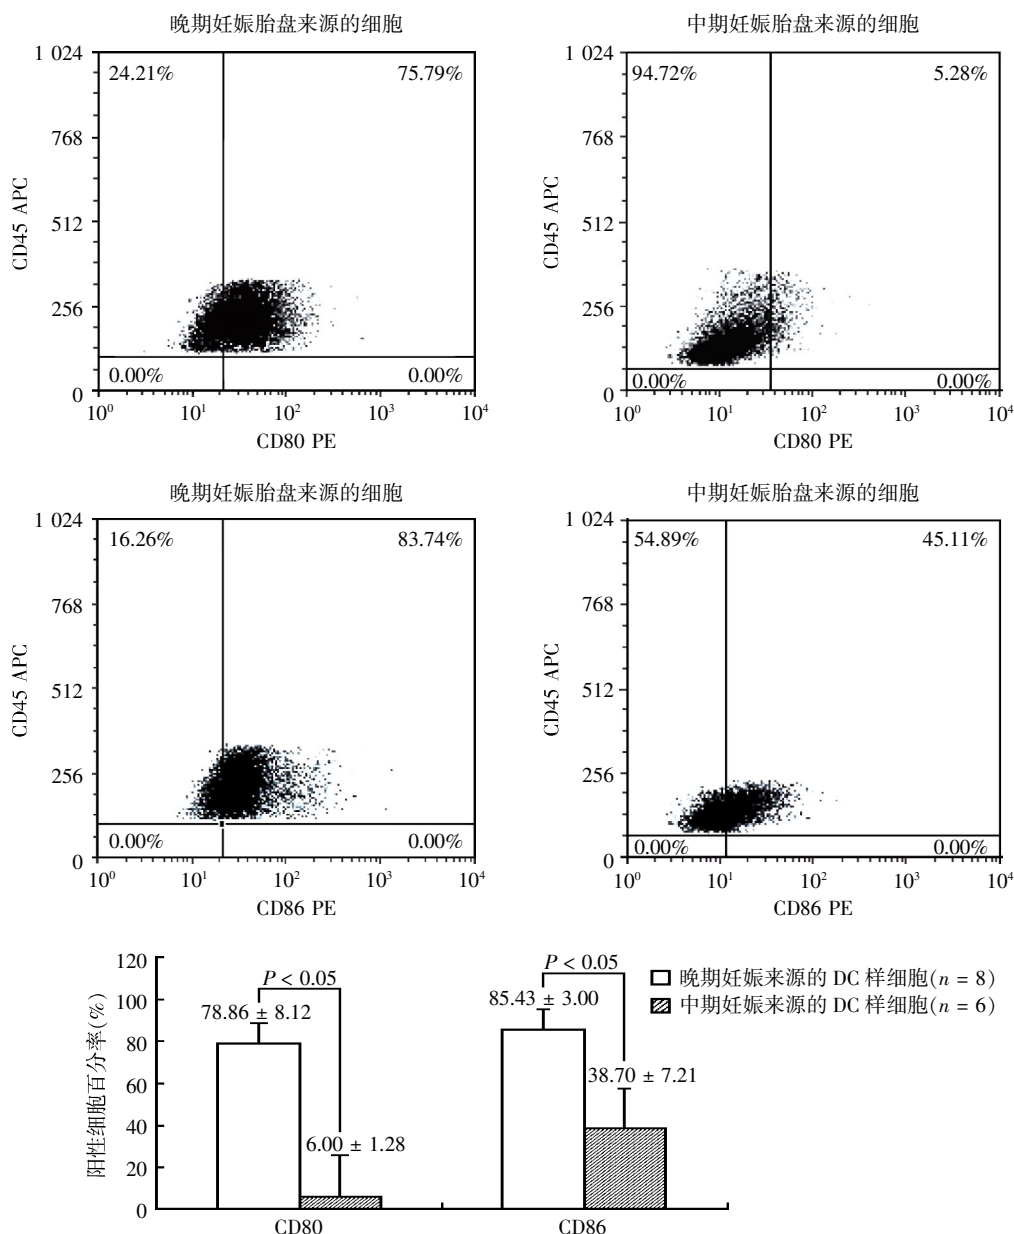 晚期妊娠胎盘来源的细胞
1 024
24.21%
75.79%
768
CD45 APC
512
256
0.00%
0.00%
0
10⁰
10¹
10²
10³
10⁴
CD80 PE
中期妊娠胎盘来源的细胞
1 024
94.72%
5.28%
768
CD45 APC
512
256
0.00%
0.00%
0
10⁰
10¹
10²
10³
10⁴
CD80 PE
晚期妊娠胎盘来源的细胞
1 024
16.26%
83.74%
768
CD45 APC
512
256
0.00%
0.00%
0
10⁰
10¹
10²
10³
10⁴
CD86 PE
中期妊娠胎盘来源的细胞
1 024
54.89%
45.11%
768
CD45 APC
512
256
0.00%
0.00%
0
10⁰
10¹
10²
10³
10⁴
CD86 PE
阳性细胞百分率(%)
120
100
80
60
40
20
0
P < 0.05
78.86 ± 8.12
6.00 ± 1.28
P < 0.05
85.43 ± 3.00
38.70 ± 7.21
CD80
CD86
晚期妊娠来源的 DC 样细胞(n = 8)
中期妊娠来源的 DC 样细胞(n = 6)